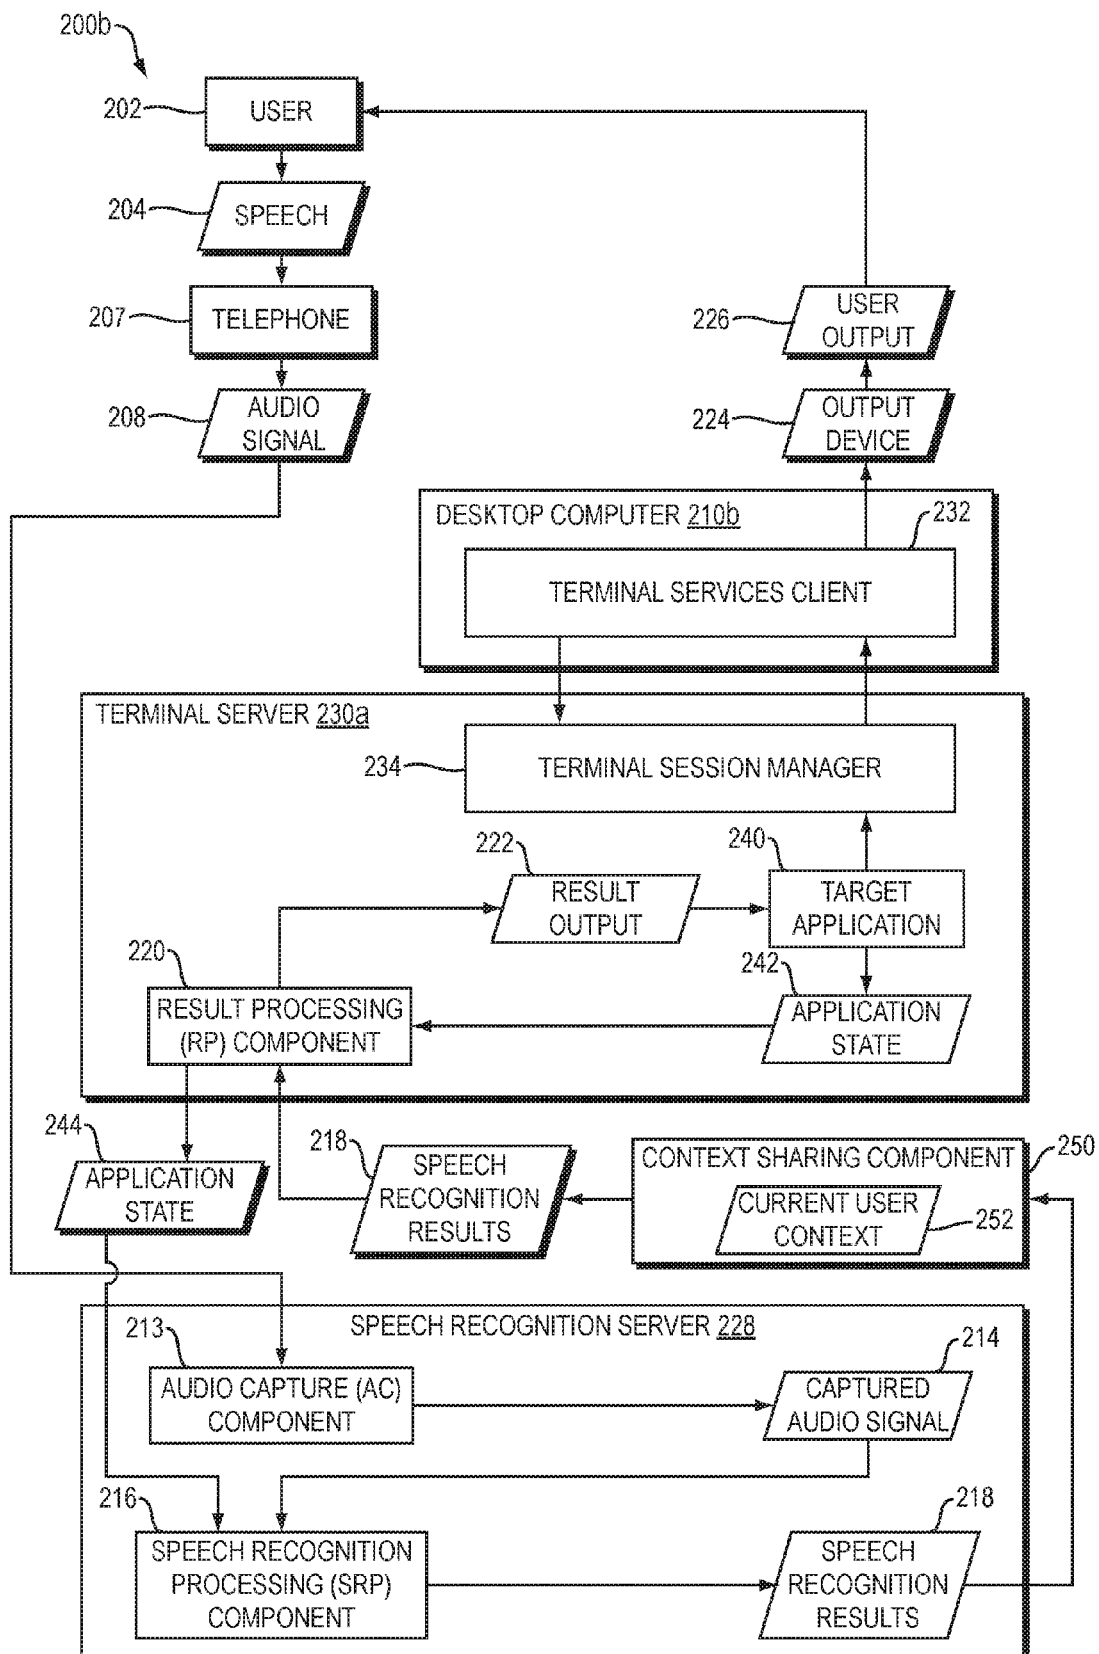 200b
202
USER
204
SPEECH
207
TELEPHONE
226
USER
OUTPUT
208
AUDIO
SIGNAL
224
OUTPUT
DEVICE
DESKTOP COMPUTER 210b
232
TERMINAL SERVICES CLIENT
TERMINAL SERVER 230a
234
TERMINAL SESSION MANAGER
222
RESULT
OUTPUT
240
TARGET
APPLICATION
220
RESULT PROCESSING
(RP) COMPONENT
242
APPLICATION
STATE
244
APPLICATION
STATE
218
SPEECH
RECOGNITION
RESULTS
250
CONTEXT SHARING COMPONENT
CURRENT USER
CONTEXT
252
SPEECH RECOGNITION SERVER 228
213
AUDIO CAPTURE (AC)
COMPONENT
214
CAPTURED
AUDIO SIGNAL
216
SPEECH RECOGNITION
PROCESSING (SRP)
COMPONENT
218
SPEECH
RECOGNITION
RESULTS